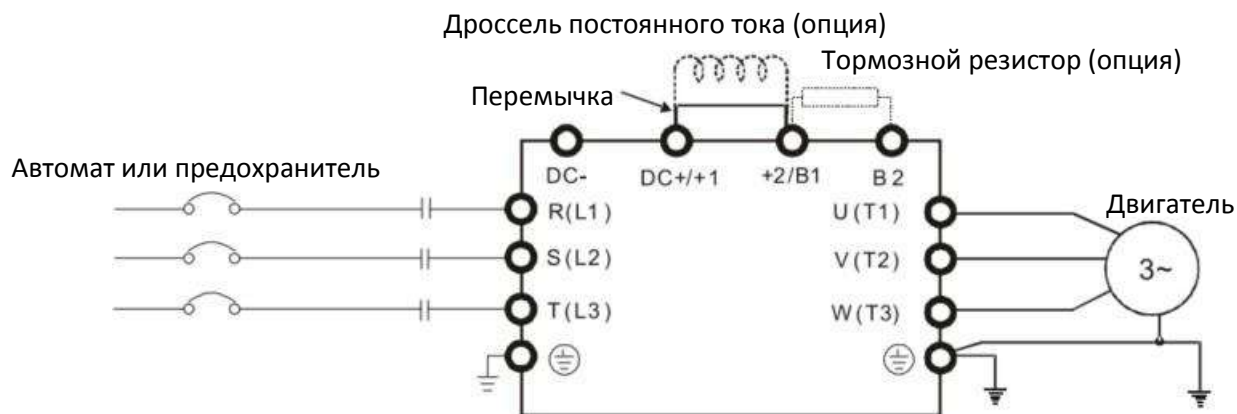 Дроссель постоянного тока (опция)
Тормозной резистор (опция)
Перемычка
Автомат или предохранитель
DC-
DC+/+1
+2/B1
B2
R(L1)
U(T1)
Двигатель
S(L2)
V(T2)
3~
T(L3)
W(T3)